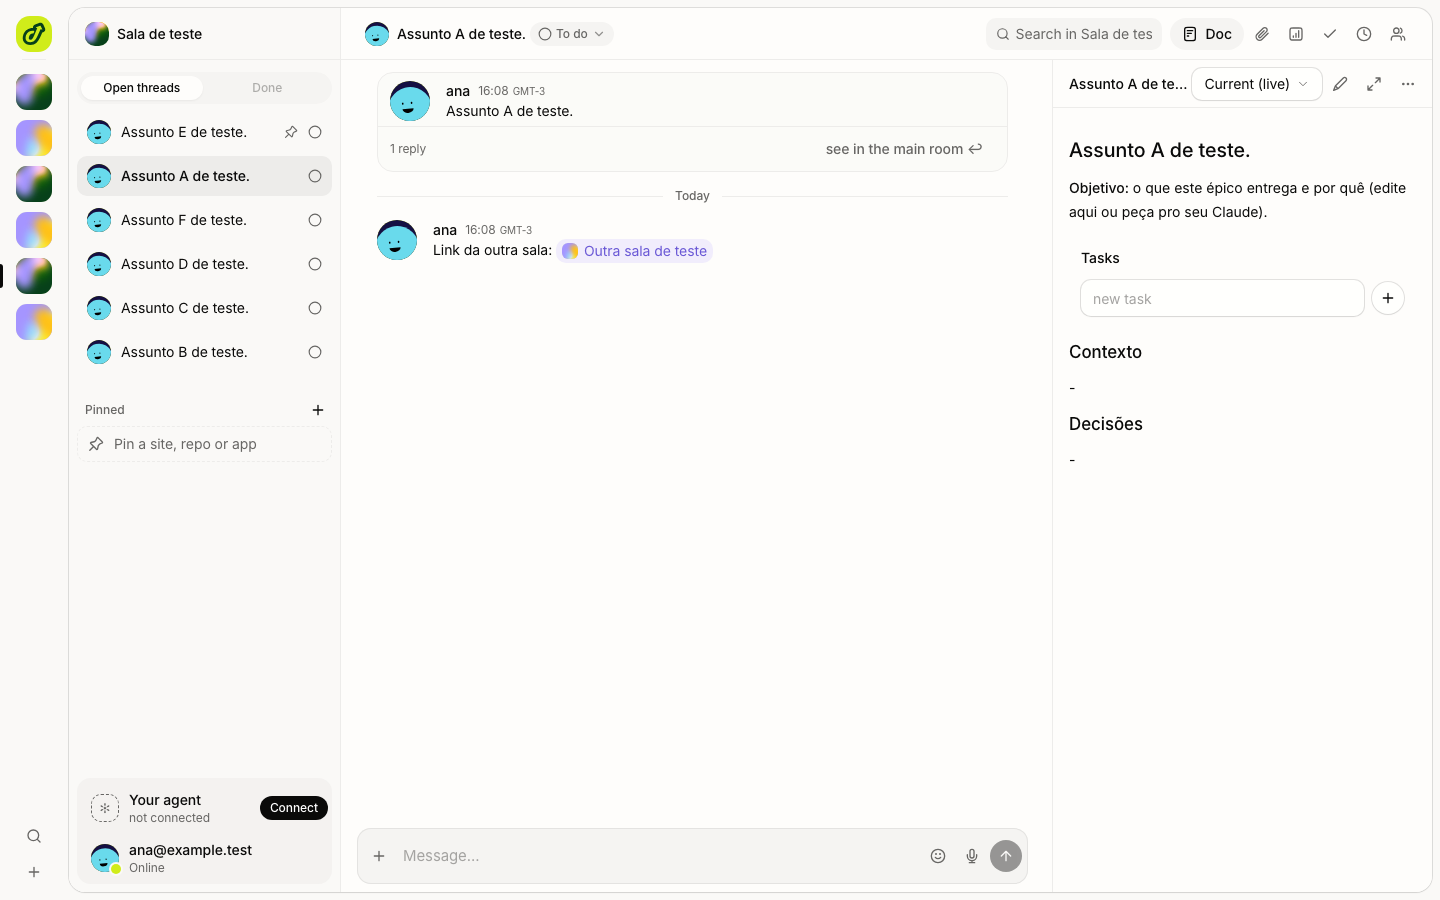 Sala de teste
Open threads
Done
Assunto E de teste.
Assunto A de teste.
Assunto F de teste.
Assunto D de teste.
Assunto C de teste.
Assunto B de teste.
Pinned
Pin a site, repo or app
Your agent
not connected
Connect
ana@example.test
Online
Assunto A de teste.
To do
Search in Sala de tes
Doc
ana 16:08 GMT-3
Assunto A de teste.
1 reply
see in the main room
Today
ana 16:08 GMT-3
Link da outra sala: Outra sala de teste
Message...
Assunto A de te...
Current (live)
Assunto A de teste.
Objetivo: o que este épico entrega e por quê (edite
aqui ou peça pro seu Claude).
Tasks
new task
Contexto
-
Decisões
-